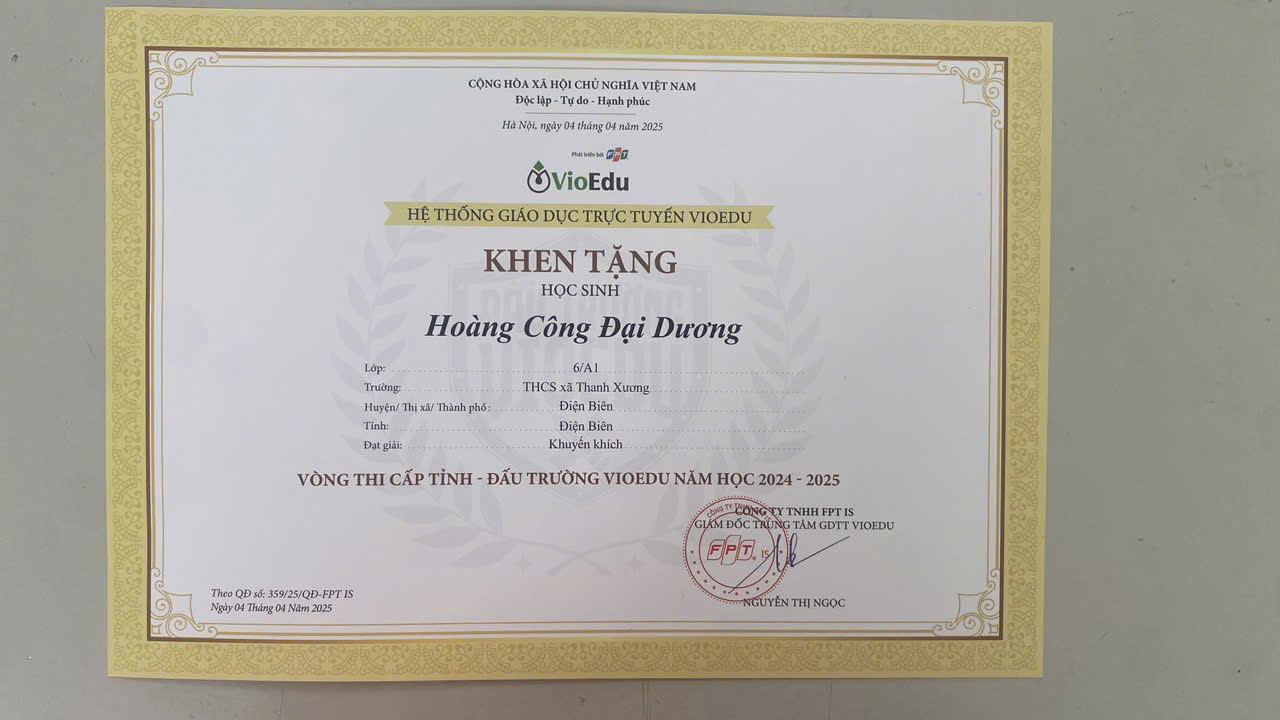 CỘNG HÒA XÃ HỘI CHỦ NGHĨA VIỆT NAM
Độc lập - Tự do - Hạnh phúc
Hà Nội, ngày 04 tháng 04 năm 2025
Phát triển bởi FPT
VioEdu
HỆ THỐNG GIÁO DỤC TRỰC TUYẾN VIOEDU
KHEN TẶNG
HỌC SINH
Hoàng Công Đại Dương
Lớp: 6/A1
Trường: THCS xã Thanh Xương
Huyện/ Thị xã/ Thành phố: Điện Biên
Tỉnh: Điện Biên
Đạt giải: Khuyến khích
VÒNG THI CẤP TỈNH - ĐẤU TRƯỜNG VIOEDU NĂM HỌC 2024 - 2025
CÔNG TY TNHH FPT IS
GIÁM ĐỐC TRUNG TÂM GDTT VIOEDU
CÔNG TY TNHH
FPT IS
NGUYỄN THỊ NGỌC
Theo QĐ số: 359/25/QĐ-FPT IS
Ngày 04 Tháng 04 Năm 2025